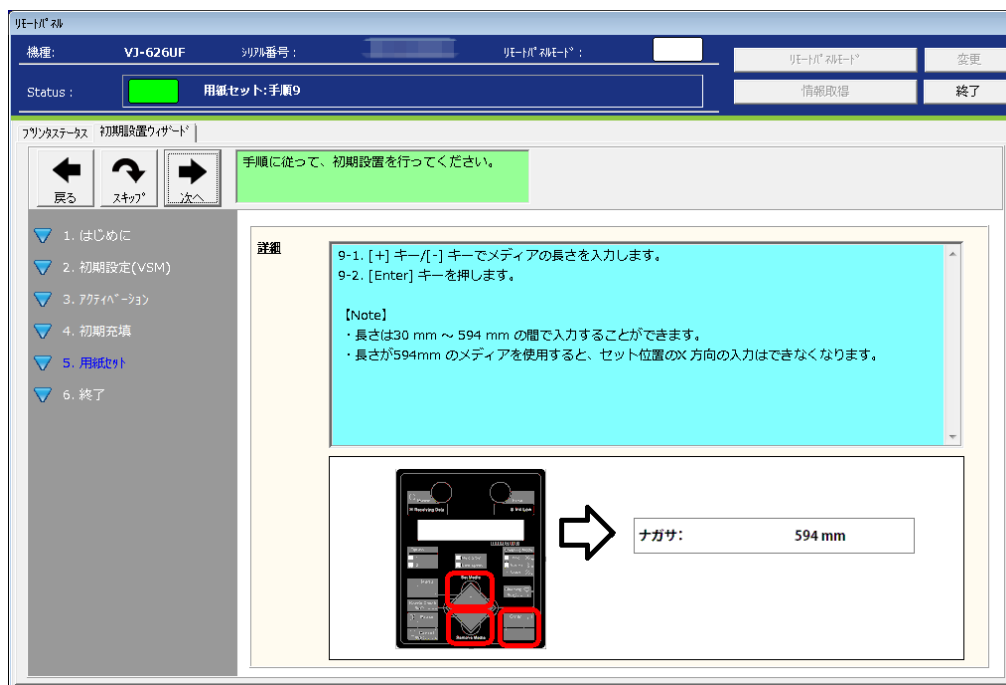 リモートパネル
機種: VJ-626UF シリアル番号: リモートパネルモード:
リモートパネルモード 変更
Status: 用紙セット:手順9
情報取得 終了
プリンタステータス 初期設置ウィザード
手順に従って、初期設置を行ってください。
戻る スキップ 次へ
1. はじめに
2. 初期設定(VSM)
3. アクティベーション
4. 初期充填
5. 用紙セット
6. 終了
詳細
9-1. [+] キー/[-] キーでメディアの長さを入力します。
9-2. [Enter] キーを押します。
【Note】
・長さは30 mm ～ 594 mm の間で入力することができます。
・長さが594mm のメディアを使用すると、セット位置のX 方向の入力はできなくなります。
Receiving Data Ink type
Set Media
Remove Media
ナガサ: 594 mm